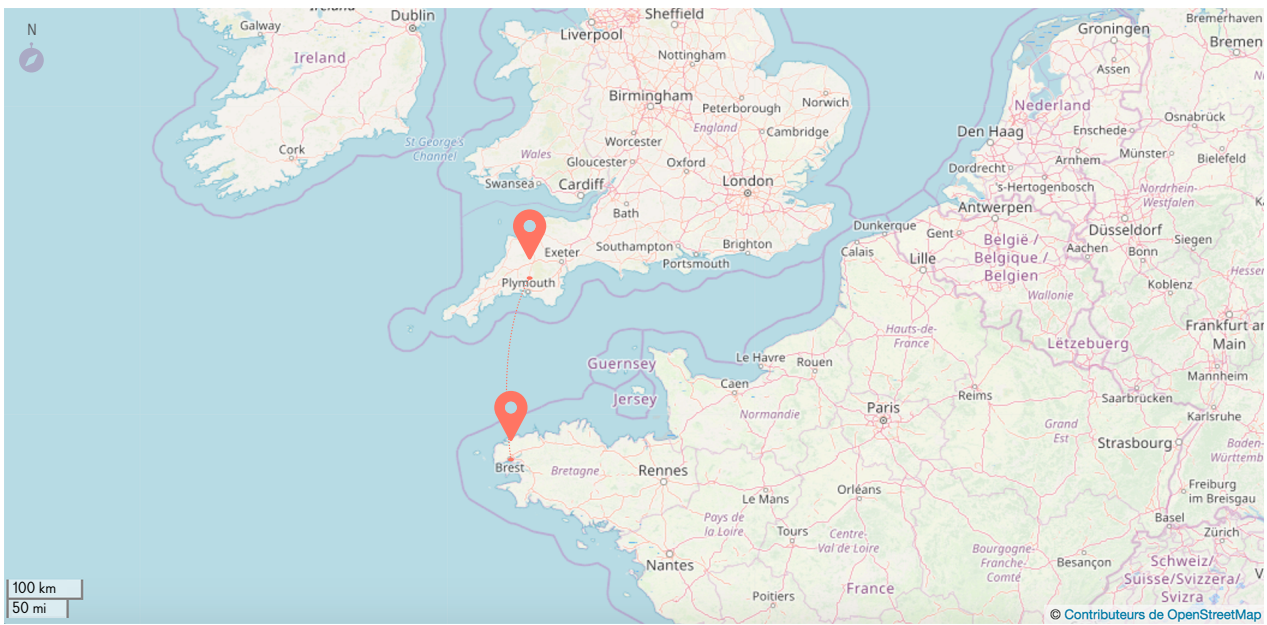 Ireland
Dublin
Sheffield
Bremerhaven
N
Galway
Liverpool
Groningen
Bremen
Ireland
Nottingham
Assen
Birmingham
Peterborough
Norwich
Nederland
Osnabrück
St George's
Channel
Worcester
England
Cambridge
Den Haag
Enschede
Cork
Wales
Gloucester
Oxford
Dordrecht
Arnhem
Münster
Bielefeld
Swansea
Cardiff
London
's-Hertogenbosch
Nordrhein-
Westfalen
Bath
Antwerpen
Dunkerque
Gent
Düsseldorf
Exeter
Southampton
Brighton
Calais
België /
Belgique /
Belgien
Aachen
Siegen
Portsmouth
Lille
Bonn
Hessen
Plymouth
Wallonie
Koblenz
Hauts-de-
France
Frankfurt am
Main
Guernsey
Le Havre
Rouen
Lëtzebuerg
Mannheim
Jersey
Caen
Reims
Saarbrücken
Normandie
Paris
Karlsruhe
Grand
Est
Strasbourg
Baden-
Württemb
Brest
Bretagne
Rennes
Freiburg
im Breisgau
Le Mans
Orléans
Pays de
la Loire
Tours
Centre-
Val de Loire
Basel
Zürich
Nantes
Bourgogne-
Franche-
Comté
Besançon
Schweiz/
Suisse/Svizzera/
Svizra
100 km
50 mi
Poitiers
France
© Contributeurs de OpenStreetMap